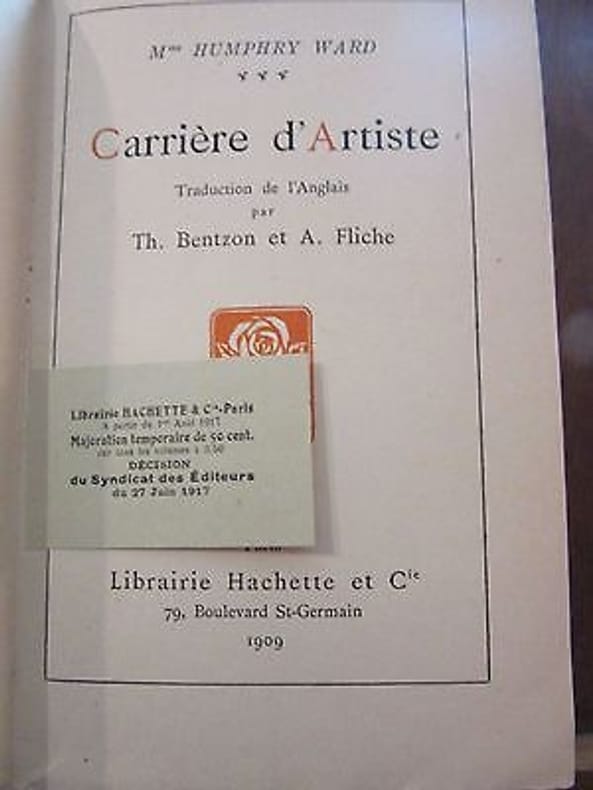 Mme HUMPHRY WARD
Carrière d'Artiste
Traduction de l'Anglais
par
Th. Bentzon et A. Fliche
Librairie HACHETTE & Cie-Paris
A partir du 1er Août 1917
Majoration temporaire de 50 cent.
sur tous les volumes à 3.50
DÉCISION
du Syndicat des Éditeurs
du 27 Juin 1917
Librairie Hachette et Cie
79, Boulevard St-Germain
1909